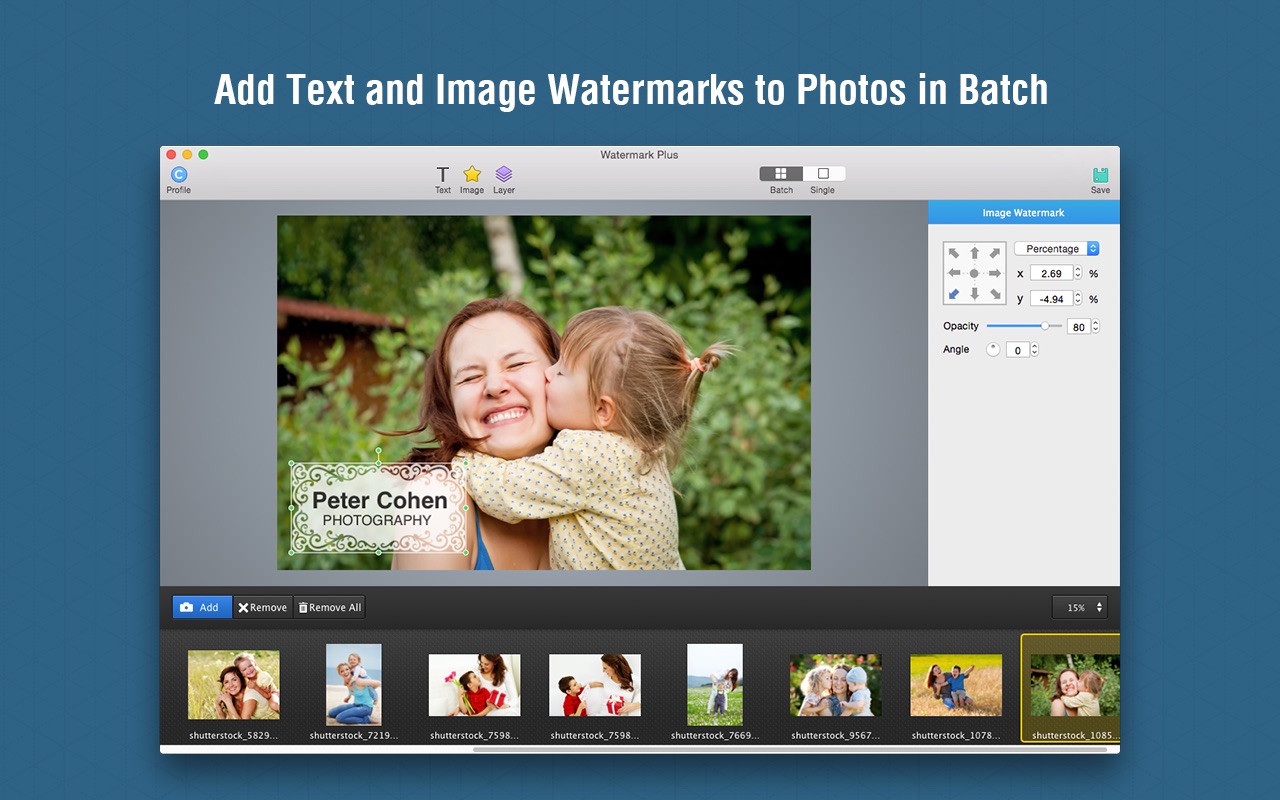 Add Text and Image Watermarks to Photos in Batch
Watermark Plus
C
Profile
T
Text
Image
Layer
Batch
Single
Save
Image Watermark
Percentage
x 2.69 %
y -4.94 %
Opacity 80
Angle 0
Peter Cohen
PHOTOGRAPHY
Add
Remove
Remove All
15%
shutterstock_5829...
shutterstock_7219...
shutterstock_7598...
shutterstock_7598...
shutterstock_7669...
shutterstock_9567...
shutterstock_1078...
shutterstock_1085...